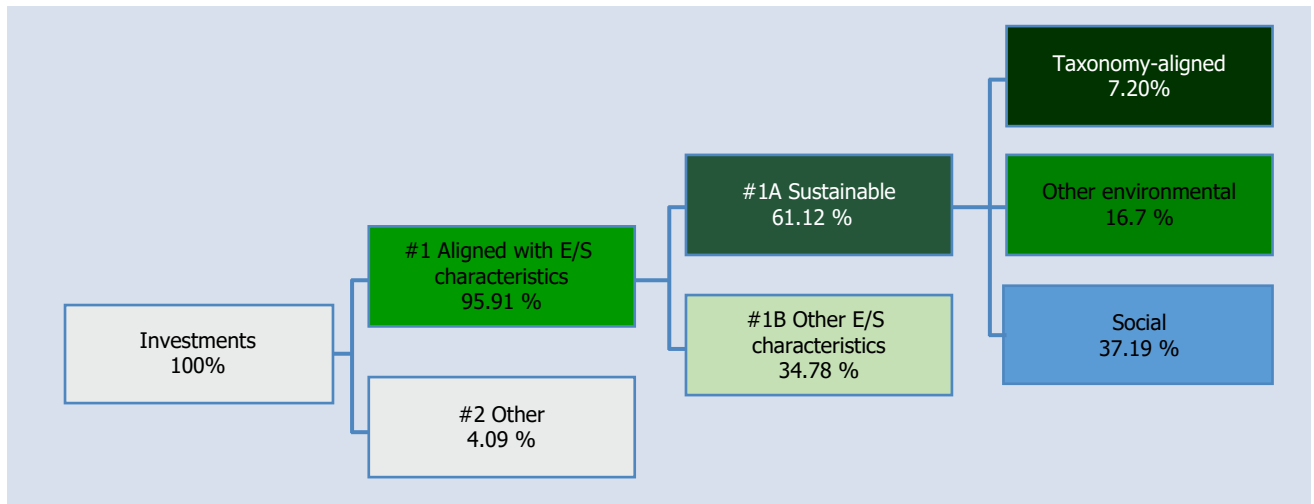 Investments
100%
#1 Aligned with E/S
characteristics
95.91 %
#2 Other
4.09 %
#1A Sustainable
61.12 %
#1B Other E/S
characteristics
34.78 %
Taxonomy-aligned
7.20%
Other environmental
16.7 %
Social
37.19 %